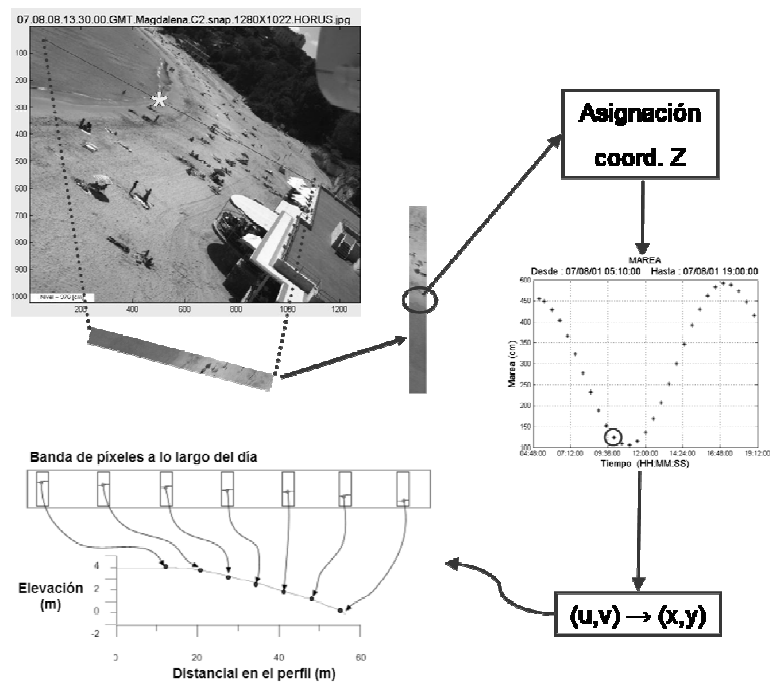 07.08.08.13.30.00.GMT.Magdalena.C2.snap.1280X1022.HORUS.jpg
100
200
300
400
500
600
700
800
900
1000
200
400
600
800
1000
1200
Asignación
coord. Z
MAREA
Desde : 07/08/01 05:10:00 Hasta : 07/08/01 19:00:00
Marea (cm)
500
450
400
350
300
250
200
150
100
04:48:00 07:12:00 09:36:00 12:00:00 14:24:00 16:48:00 19:12:00
Tiempo (HH:MM:SS)
(u,v) → (x,y)
Banda de píxeles a lo largo del día
Elevación
(m)
4
2
0
-2
0 20 40 60
Distancial en el perfil (m)